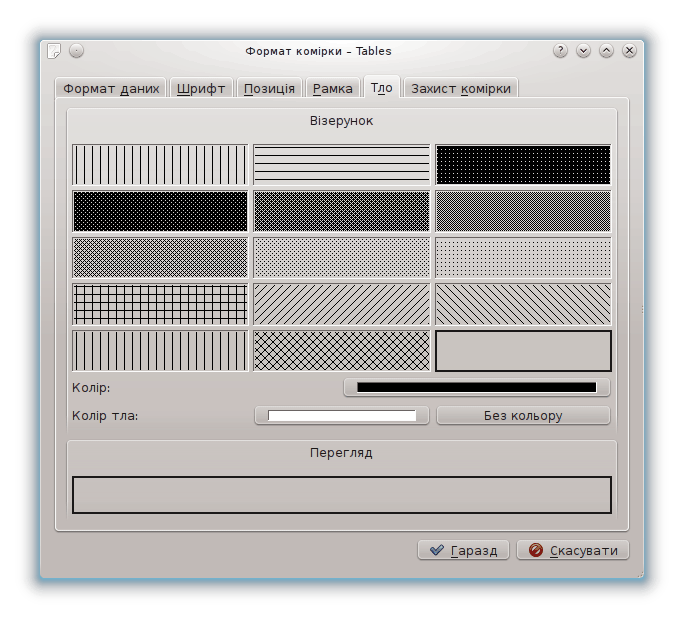 Формат комірки – Tables
Формат даних Шрифт Позиція Рамка Тло Захист комірки
Візерунок
Колір:
Колір тла: Без кольору
Перегляд
Гаразд Скасувати